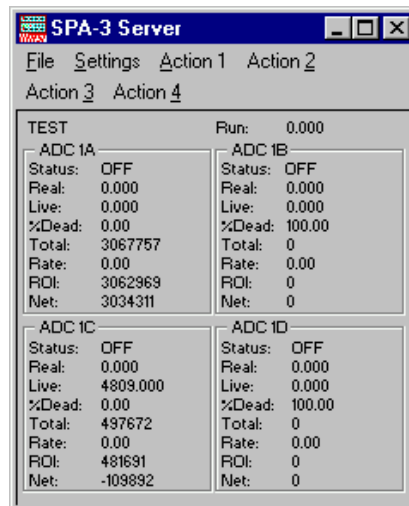 SPA-3 Server
File Settings Action 1 Action 2
Action 3 Action 4
TEST Run: 0.000
ADC 1A
Status: OFF
Real: 0.000
Live: 0.000
%Dead: 0.00
Total: 3067757
Rate: 0.00
ROI: 3062969
Net: 3034311
ADC 1B
Status: OFF
Real: 0.000
Live: 0.000
%Dead: 100.00
Total: 0
Rate: 0.00
ROI: 0
Net: 0
ADC 1C
Status: OFF
Real: 0.000
Live: 4809.000
%Dead: 0.00
Total: 497672
Rate: 0.00
ROI: 481691
Net: -109892
ADC 1D
Status: OFF
Real: 0.000
Live: 0.000
%Dead: 100.00
Total: 0
Rate: 0.00
ROI: 0
Net: 0